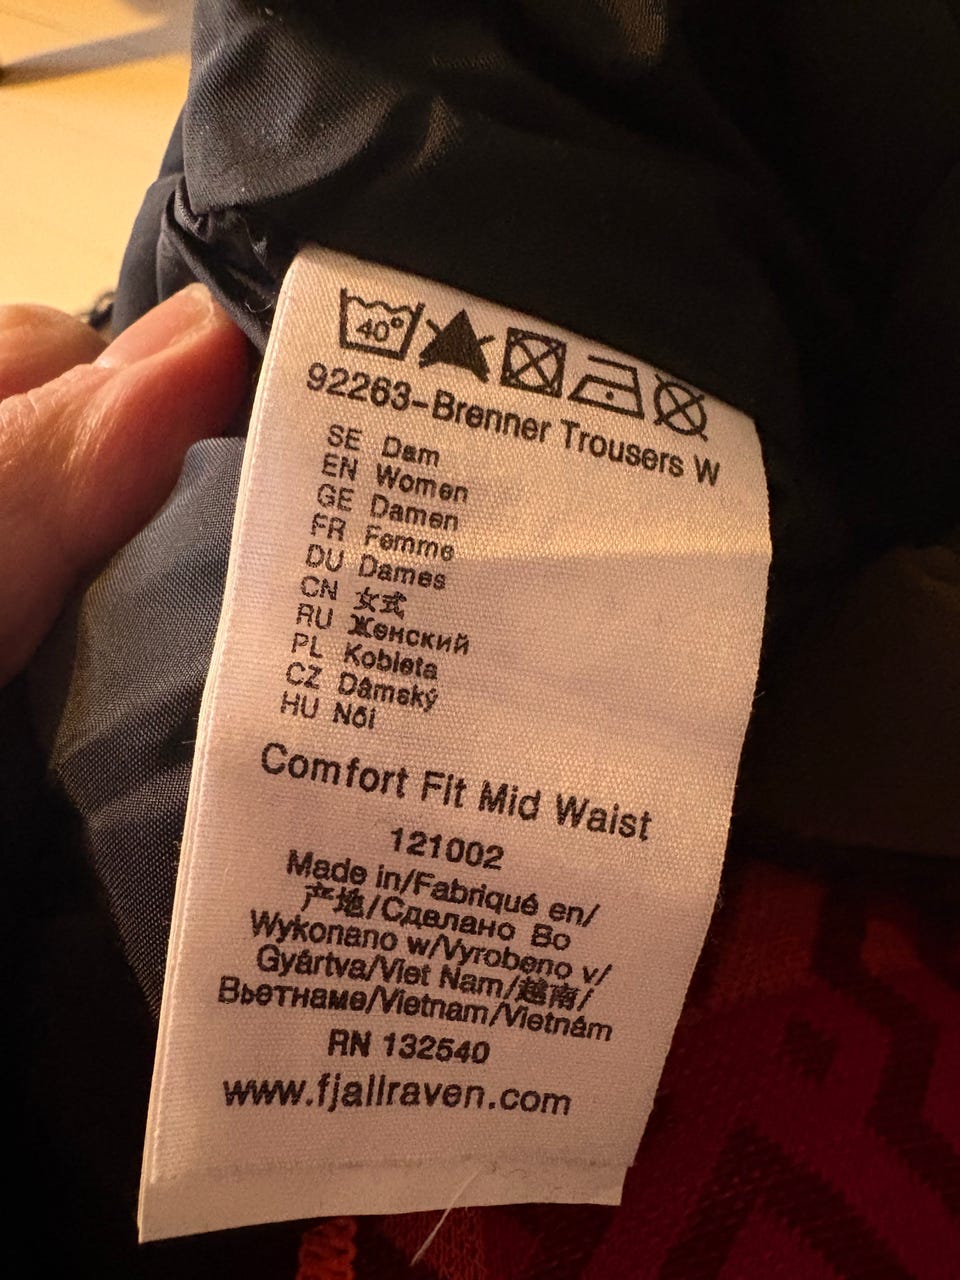 40°
92263-Brenner Trousers W
SE Dam
EN Women
GE Damen
FR Femme
DU Dames
CN 女式
RU Женский
PL Kobieta
CZ Dámský
HU Női
Comfort Fit Mid Waist
121002
Made in/Fabriqué en/
产地/Сделано Во
Wykonano w/Vyrobeno v/
Gyártva/Viet Nam/越南/
Вьетнаме/Vietnam/Vietnám
RN 132540
www.fjallraven.com